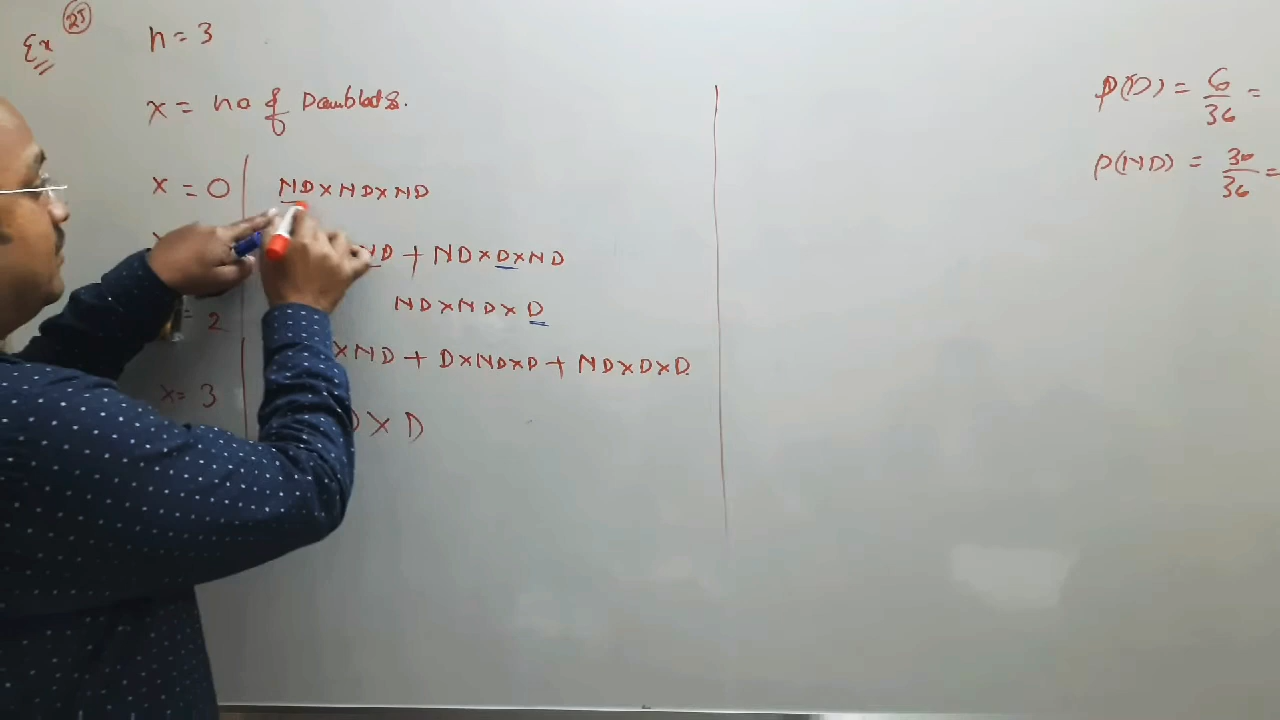 Ex 25
n = 3
x = no of Doublets.
x = 0 ND x ND x ND
ND + ND x D x ND
ND x ND x D
= 2 x ND + D x ND x D + ND x D x D
x = 3 x D
P(D) = 6/36 =
P(ND) = 30/36 =